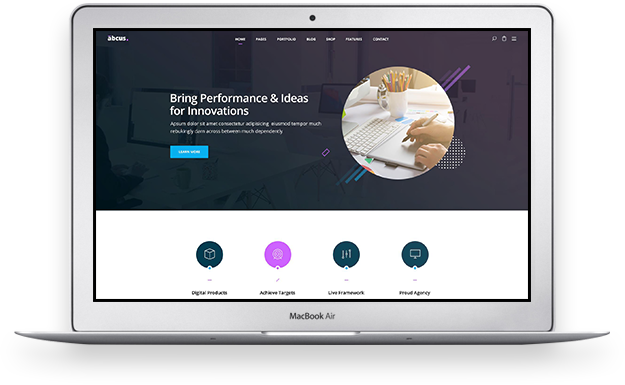 äbcus.
HOME PAGES PORTFOLIO BLOG SHOP FEATURES CONTACT
Bring Performance & Ideas
for Innovations
Apsum dolor sit amet consectetur adipisicing eiusmod tempor much
rebukingly dam across between much dependently
LEARN MORE
Digital Products Achieve Targets Live Framework Proud Agency
MacBook Air